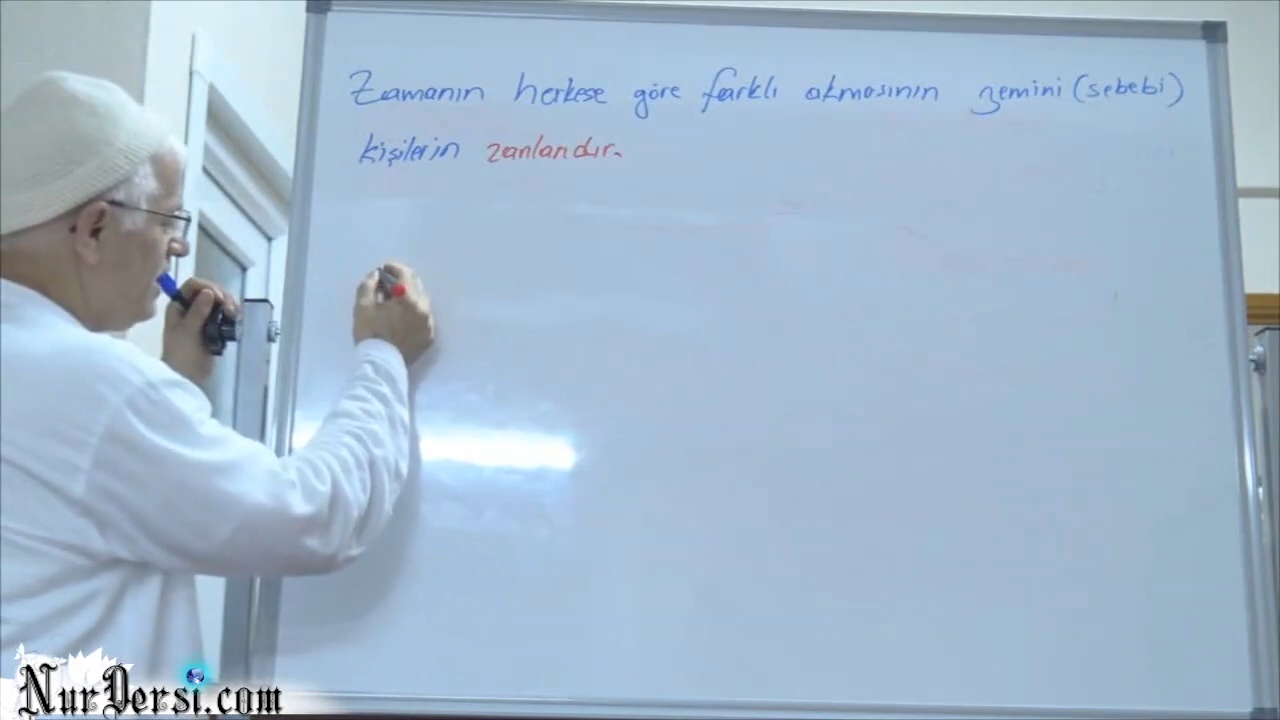 Zamanın herkese göre farklı akmasının zemini (sebebi)
kişilerin zanlarıdır.
NurDersi.com